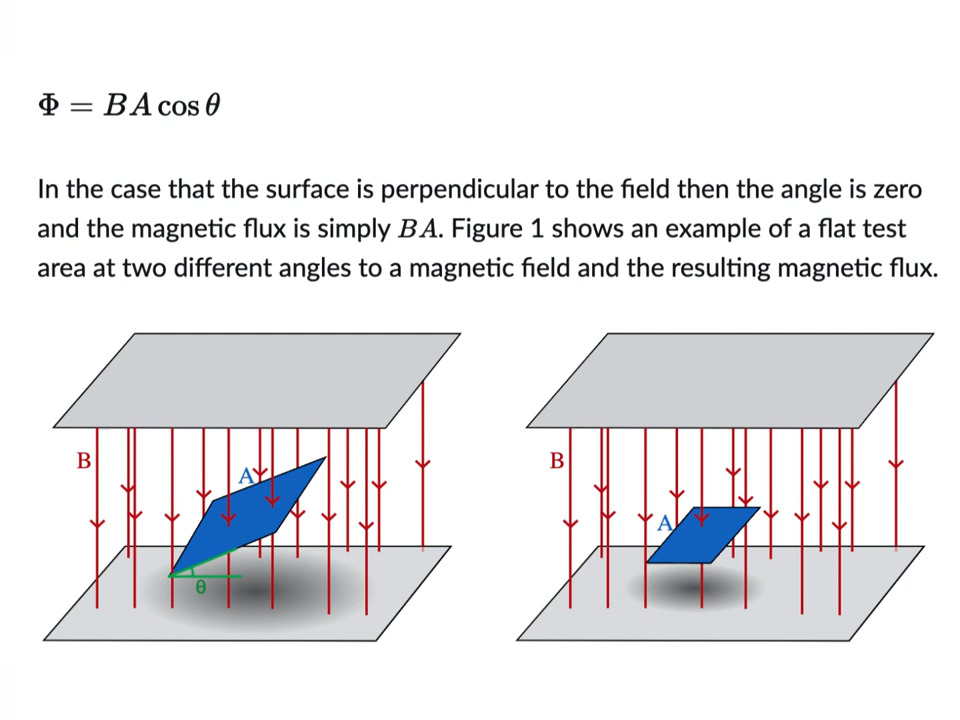 Φ = BA cos θ
In the case that the surface is perpendicular to the field then the angle is zero
and the magnetic flux is simply BA. Figure 1 shows an example of a flat test
area at two different angles to a magnetic field and the resulting magnetic flux.
B
A
θ
B
A